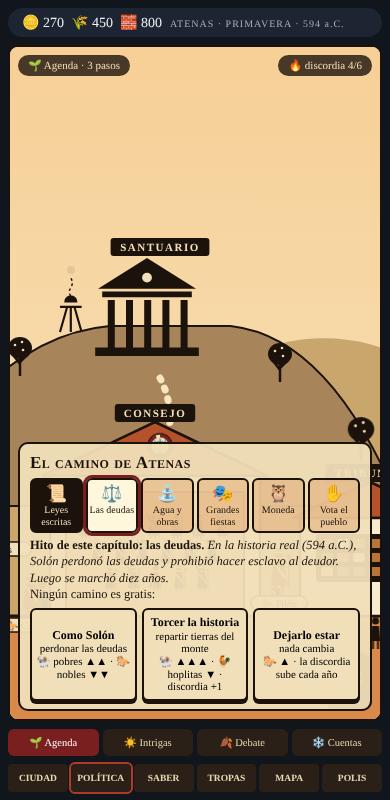 🪙 270 🌾 450 🧱 800 ATENAS · PRIMAVERA · 594 a.C.
🌱 Agenda · 3 pasos
🔥 discordia 4/6
SANTUARIO
CONSEJO
El camino de Atenas
Leyes escritas
Las deudas
Agua y obras
Grandes fiestas
Moneda
Vota el pueblo
Hito de este capítulo: las deudas. En la historia real (594 a.C.),
Solón perdonó las deudas y prohibió hacer esclavo al deudor.
Luego se marchó diez años.
Ningún camino es gratis:
Como Solón
perdonar las deudas
🐏 pobres ▲▲ · 🐎
nobles ▼▼
Torcer la historia
repartir tierras del
monte
🐏 ▲▲▲ · 🐓
hoplitas ▼ ·
discordia +1
Dejarlo estar
nada cambia
🐎 ▲ · la discordia
sube cada año
🌱 Agenda
☀️ Intrigas
🍂 Debate
❄️ Cuentas
CIUDAD
POLÍTICA
SABER
TROPAS
MAPA
POLIS